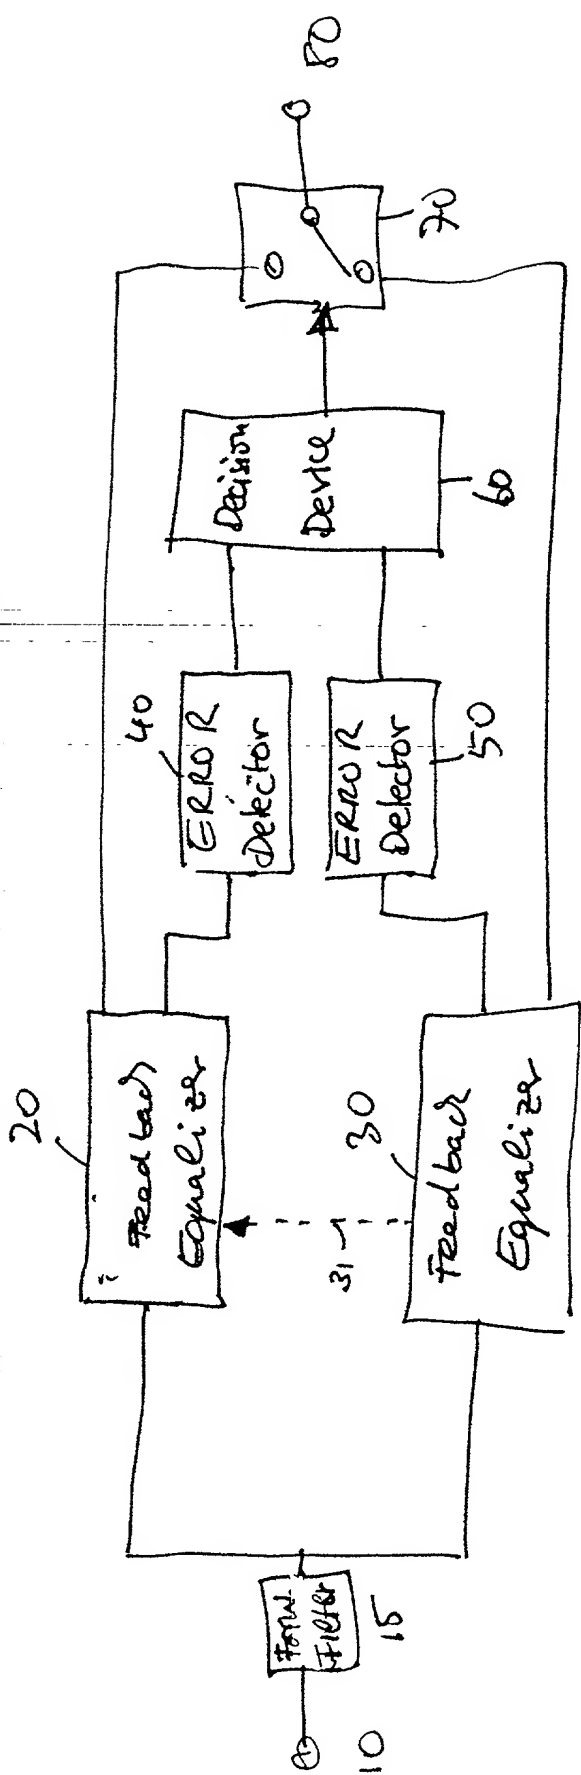 10
Forw.
Filter
15
20
Feedback
Equalizer
31
30
Feedback
Equalizer
40
ERROR
Detector
ERROR
Detector
50
Decision
Device
60
70
80